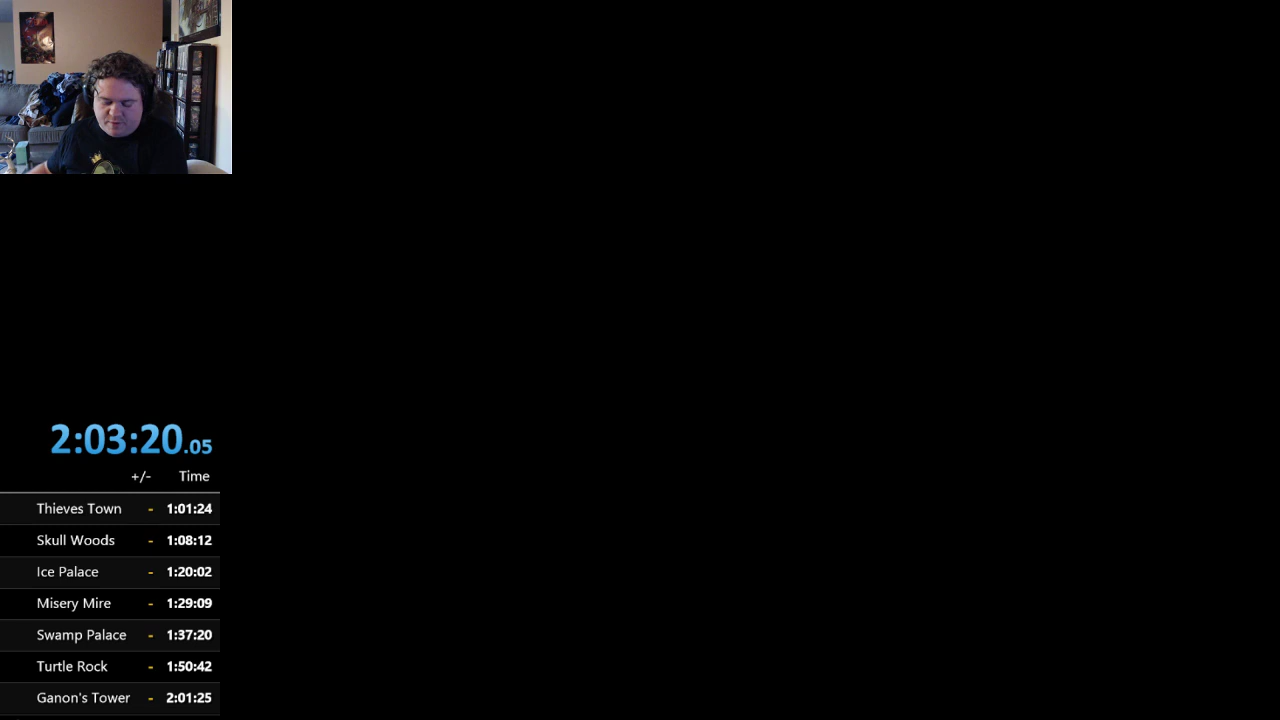 2:03:20.05
+/- Time
Thieves Town - 1:01:24
Skull Woods - 1:08:12
Ice Palace - 1:20:02
Misery Mire - 1:29:09
Swamp Palace - 1:37:20
Turtle Rock - 1:50:42
Ganon's Tower - 2:01:25